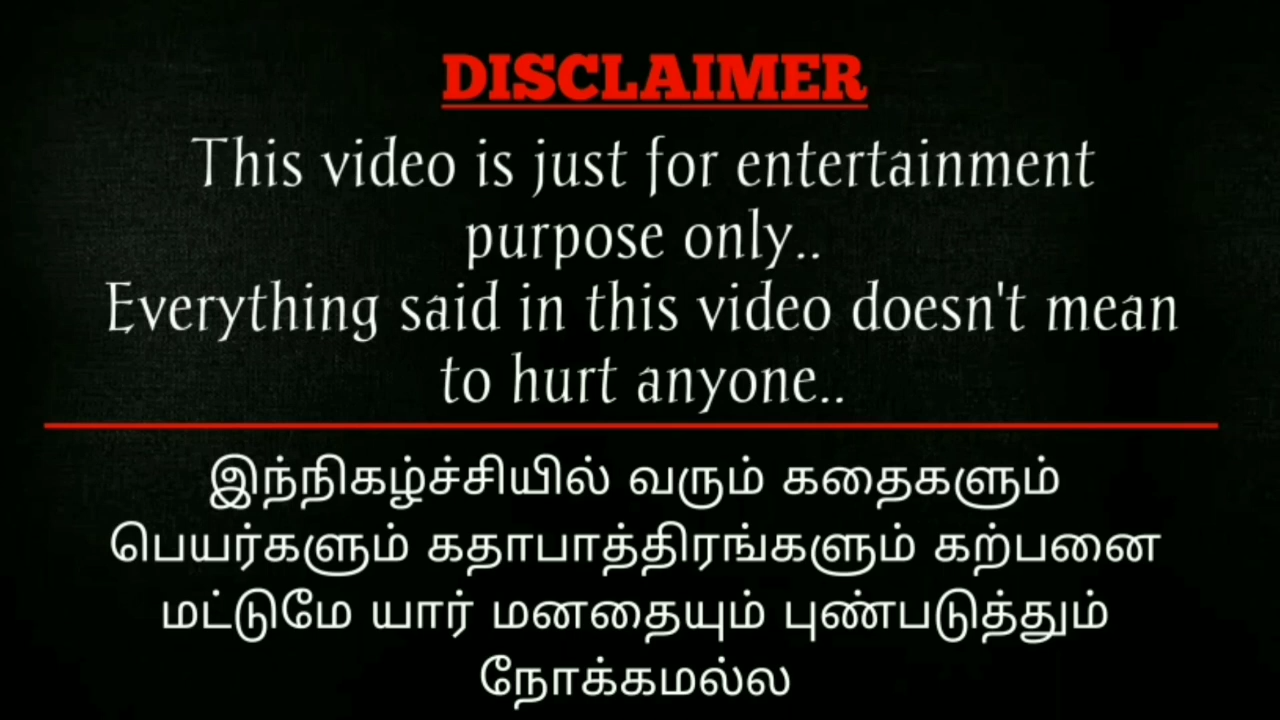 DISCLAIMER
This video is just for entertainment
purpose only..
Everything said in this video doesn't mean
to hurt anyone..
இந்நிகழ்ச்சியில் வரும் கதைகளும்
பெயர்களும் கதாபாத்திரங்களும் கற்பனை
மட்டுமே யார் மனதையும் புண்படுத்தும்
நோக்கமல்ல